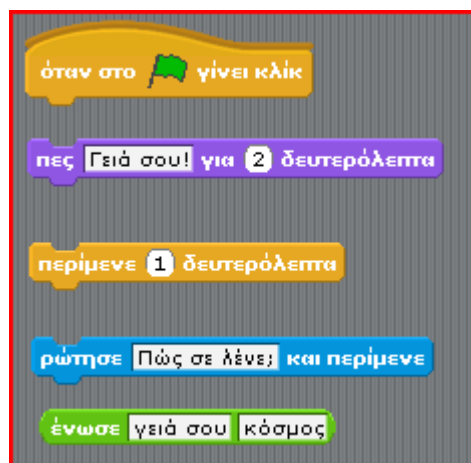 όταν στο γίνει κλίκ
πες Γειά σου! για 2 δευτερόλεπτα
περίμενε 1 δευτερόλεπτα
ρώτησε Πώς σε λένε; και περίμενε
ένωσε γειά σου κόσμος